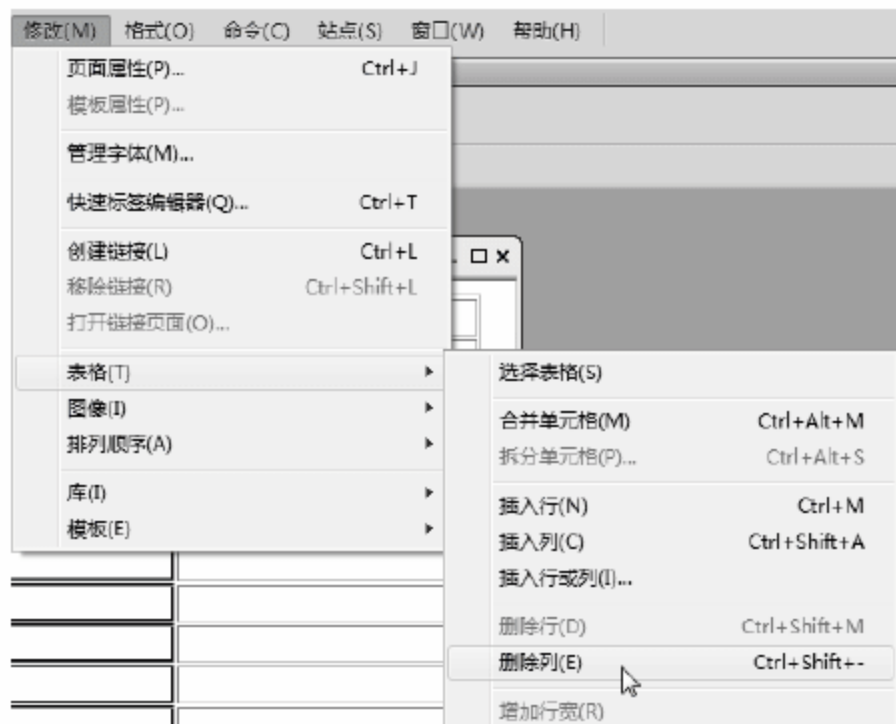 修改(M) 格式(O) 命令(C) 站点(S) 窗口(W) 帮助(H)
页面属性(P)... Ctrl+J
模板属性(P)...
管理字体(M)...
快速标签编辑器(Q)... Ctrl+T
创建链接(L) Ctrl+L
移除链接(R) Ctrl+Shift+L
打开链接页面(O)...
表格(T)
图像(I)
排列顺序(A)
库(I)
模板(E)
选择表格(S)
合并单元格(M) Ctrl+Alt+M
拆分单元格(P)... Ctrl+Alt+S
插入行(N) Ctrl+M
插入列(C) Ctrl+Shift+A
插入行或列(I)...
删除行(D) Ctrl+Shift+M
删除列(E) Ctrl+Shift+-
增加行宽(R)